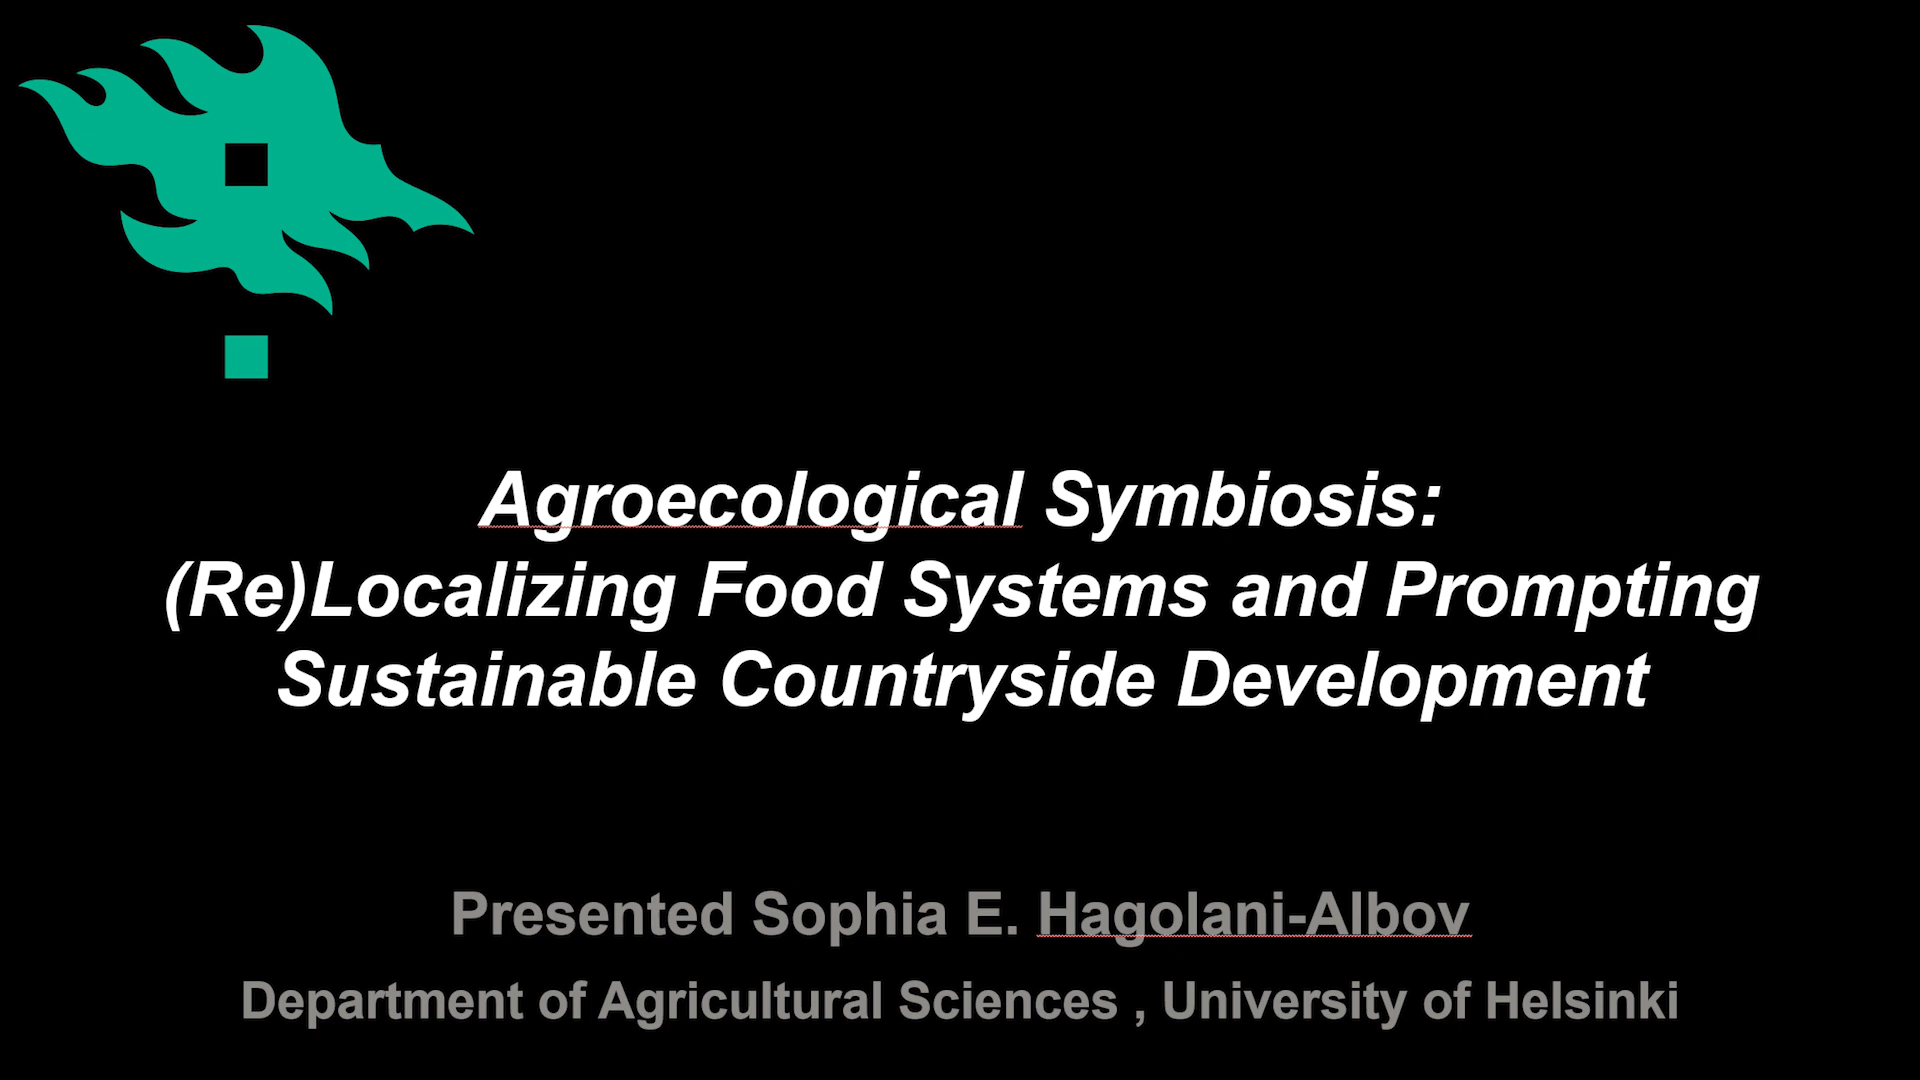 Agroecological Symbiosis:
(Re)Localizing Food Systems and Prompting
Sustainable Countryside Development
Presented Sophia E. Hagolani-Albov
Department of Agricultural Sciences , University of Helsinki